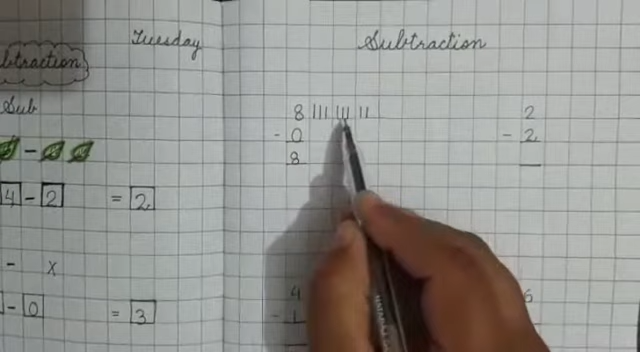 Tuesday
btraction
Sub
-
4 - 2 = 2
- x
- 0 = 3
Subtraction
8 ||| ||| ||
- 0
8
2
- 2
4
- 1
6